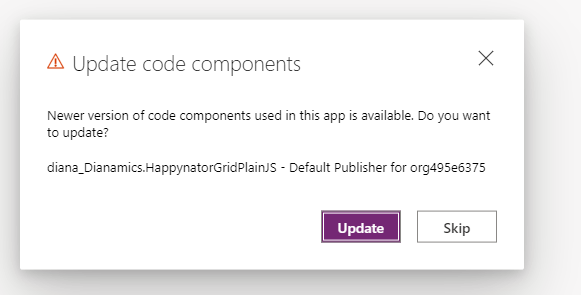 Update code components
Newer version of code components used in this app is available. Do you want
to update?
diana_Dianamics.HappynatorGridPlainJS - Default Publisher for org495e6375
Update
Skip